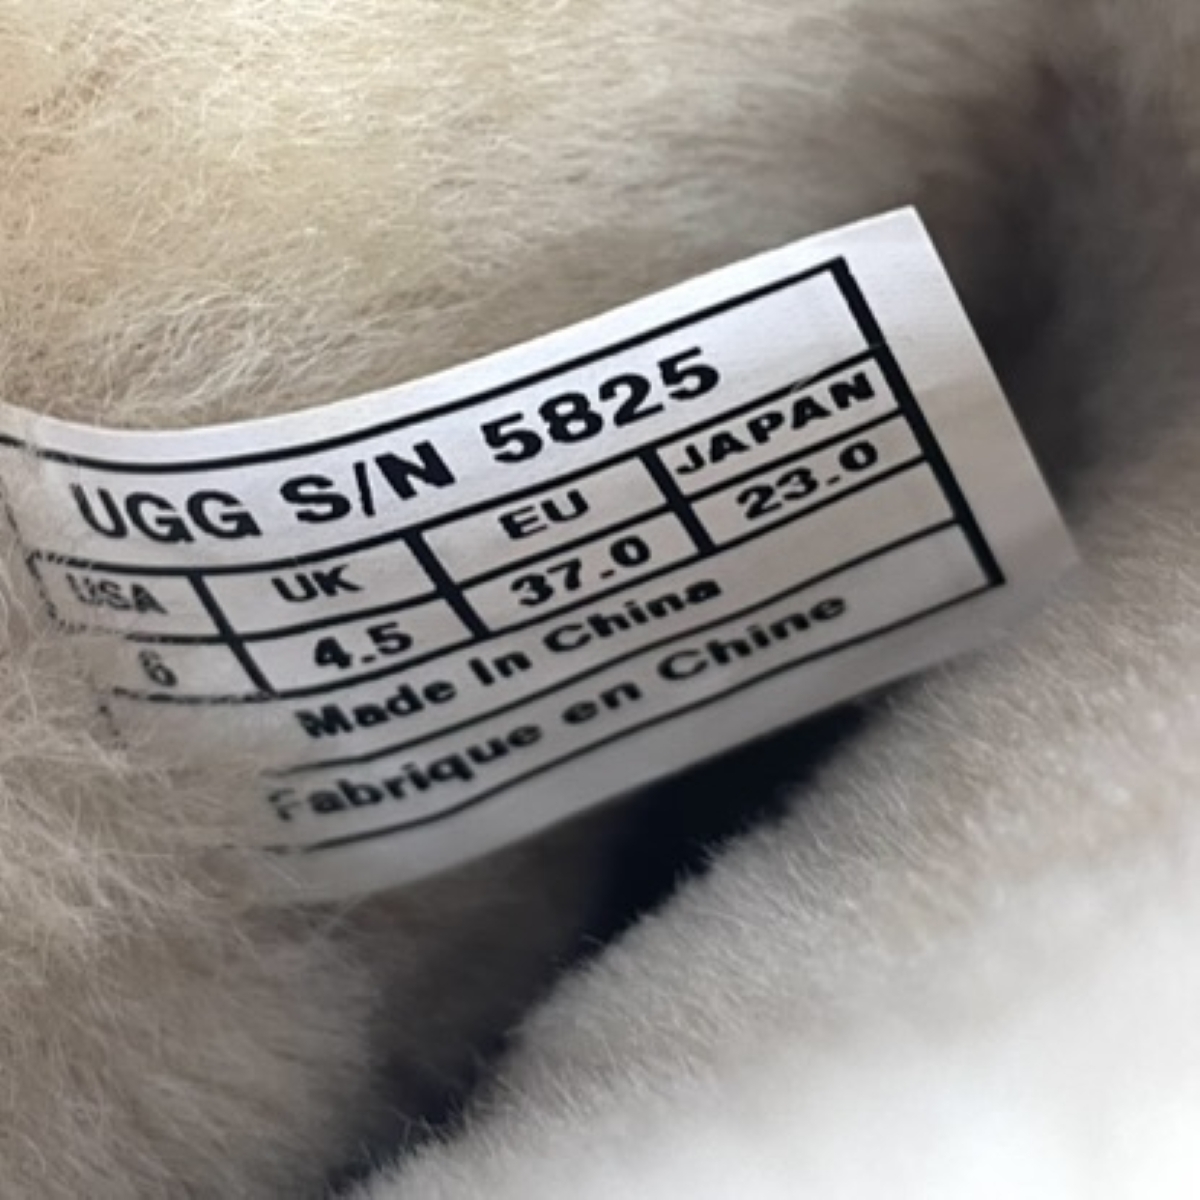 UGG S/N 5825
USA UK EU JAPAN
6 4.5 37.0 23.0
Made In China
Fabrique en Chine